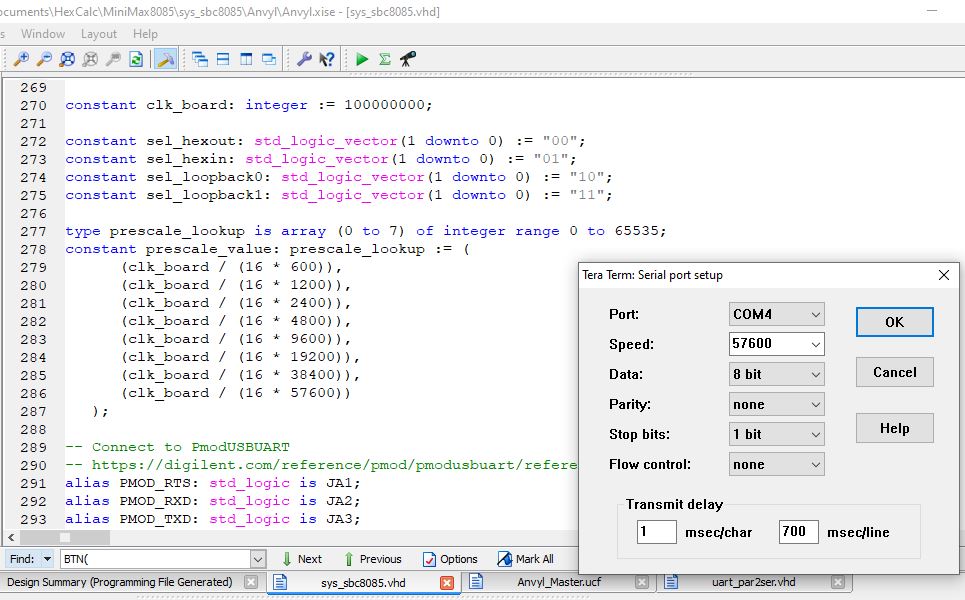 ocuments\HexCalc\MiniMax8085\sys_sbc8085\Anvyl\Anvyl.xise - [sys_sbc8085.vhd]
s Window Layout Help
269
270 constant clk_board: integer := 100000000;
271
272 constant sel_hexout: std_logic_vector(1 downto 0) := "00";
273 constant sel_hexin: std_logic_vector(1 downto 0) := "01";
274 constant sel_loopback0: std_logic_vector(1 downto 0) := "10";
275 constant sel_loopback1: std_logic_vector(1 downto 0) := "11";
276
277 type prescale_lookup is array (0 to 7) of integer range 0 to 65535;
278 constant prescale_value: prescale_lookup := (
279 (clk_board / (16 * 600)),
280 (clk_board / (16 * 1200)),
281 (clk_board / (16 * 2400)),
282 (clk_board / (16 * 4800)),
283 (clk_board / (16 * 9600)),
284 (clk_board / (16 * 19200)),
285 (clk_board / (16 * 38400)),
286 (clk_board / (16 * 57600))
287 );
288
289 -- Connect to PmodUSBUART
290 -- https://digilent.com/reference/pmod/pmodusbuart/refere
291 alias PMOD_RTS: std_logic is JA1;
292 alias PMOD_RXD: std_logic is JA2;
293 alias PMOD_TXD: std_logic is JA3;
Tera Term: Serial port setup
Port: COM4 OK
Speed: 57600
Data: 8 bit Cancel
Parity: none
Stop bits: 1 bit Help
Flow control: none
Transmit delay
1 msec/char 700 msec/line
Find: BTN( Next Previous Options Mark All
Design Summary (Programming File Generated) sys_sbc8085.vhd Anvyl_Master.ucf uart_par2ser.vhd